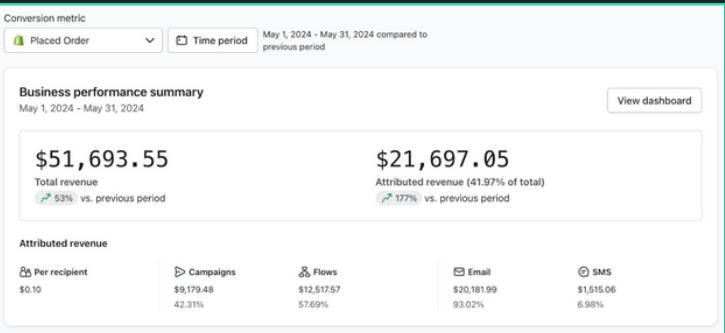 Conversion metric
Placed Order
Time period
May 1, 2024 - May 31, 2024 compared to
previous period
Business performance summary
May 1, 2024 - May 31, 2024
View dashboard
$51,693.55
Total revenue
53% vs. previous period
$21,697.05
Attributed revenue (41.97% of total)
177% vs. previous period
Attributed revenue
Per recipient
$0.10
Campaigns
$9,179.48
42.31%
Flows
$12,517.57
57.69%
Email
$20,181.99
93.02%
SMS
$1,515.06
6.98%